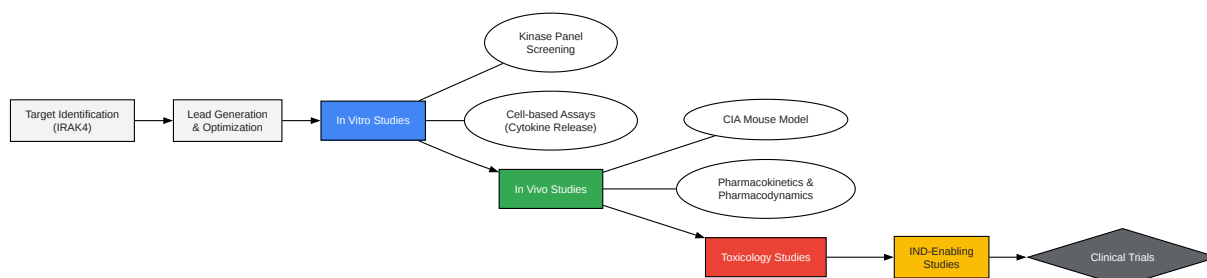 Target Identification
(IRAK4)
Lead Generation
& Optimization
In Vitro Studies
Kinase Panel
Screening
Cell-based Assays
(Cytokine Release)
In Vivo Studies
CIA Mouse Model
Pharmacokinetics &
Pharmacodynamics
Toxicology Studies
IND-Enabling
Studies
Clinical Trials